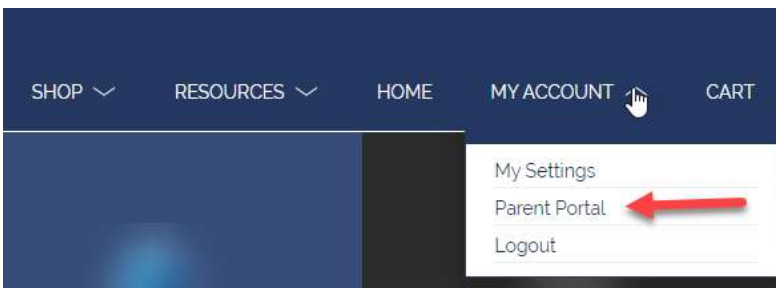 SHOP RESOURCES HOME MY ACCOUNT CART
My Settings
Parent Portal
Logout